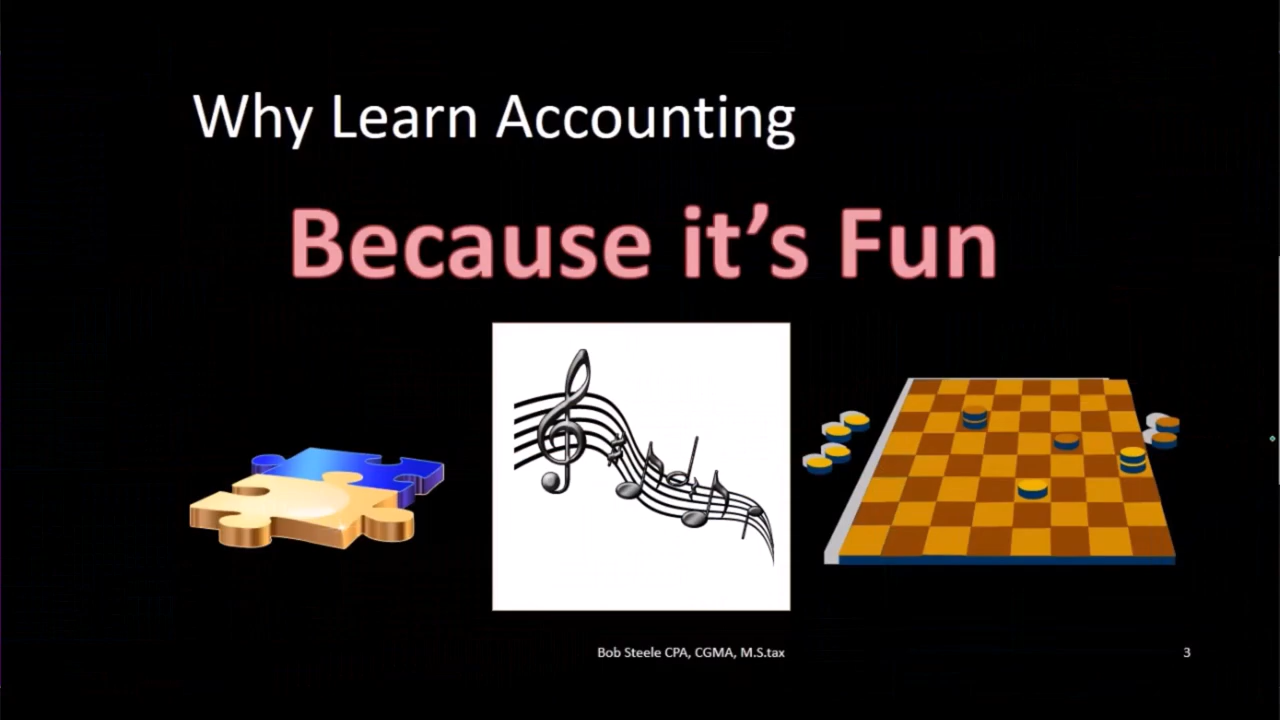 Why Learn Accounting
Because it’s Fun
Bob Steele CPA, CGMA, M.S.tax
3